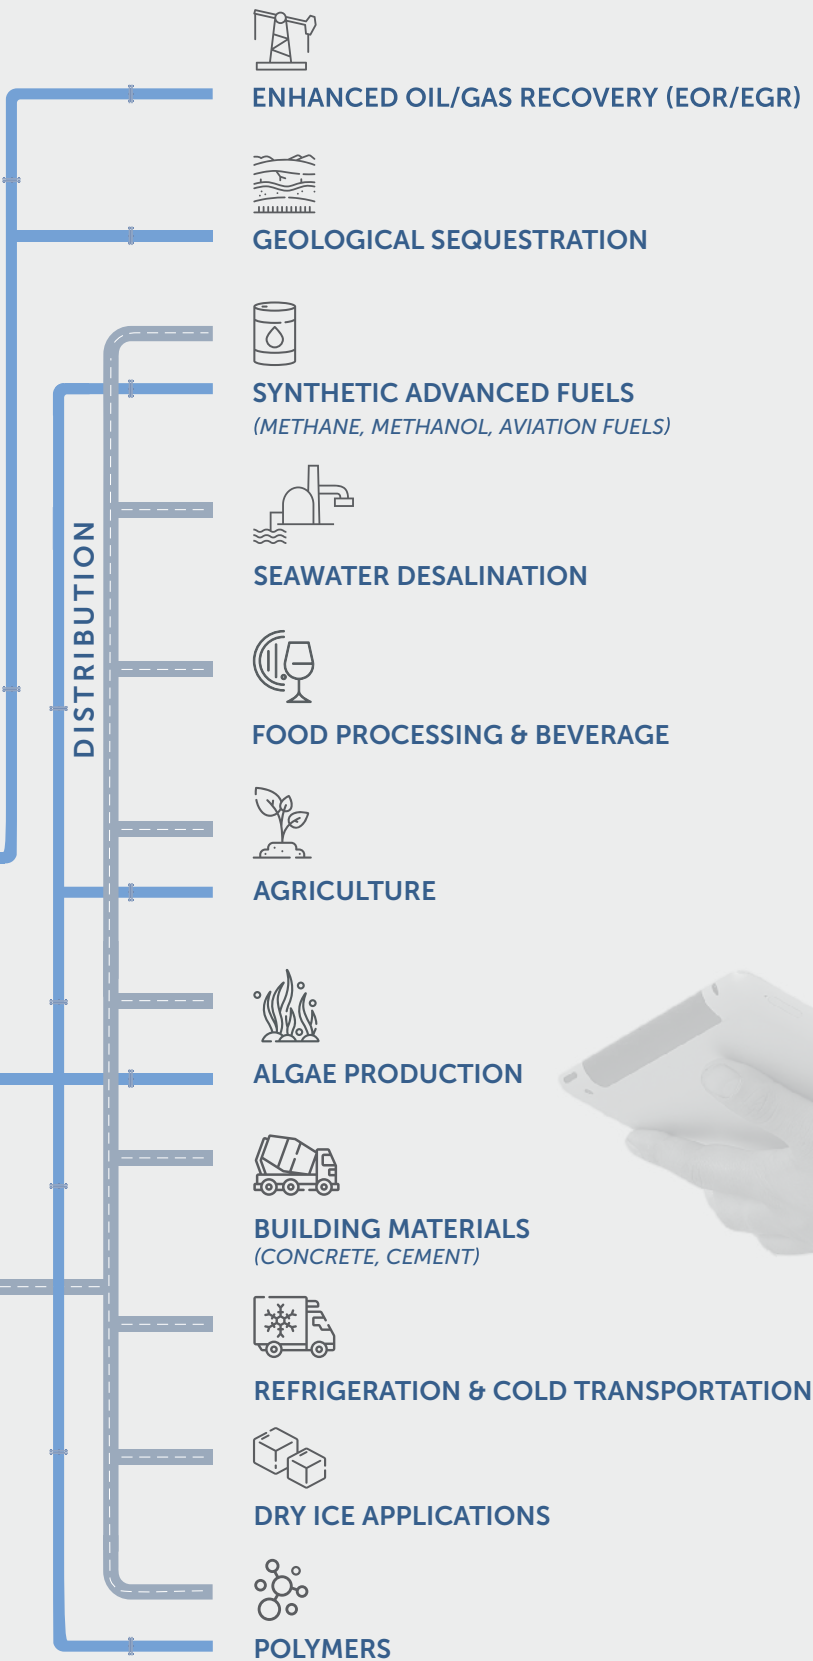 ENHANCED OIL/GAS RECOVERY (EOR/EGR)
GEOLOGICAL SEQUESTRATION
SYNTHETIC ADVANCED FUELS
(METHANE, METHANOL, AVIATION FUELS)
DISTRIBUTION
SEAWATER DESALINATION
FOOD PROCESSING & BEVERAGE
AGRICULTURE
ALGAE PRODUCTION
BUILDING MATERIALS
(CONCRETE, CEMENT)
REFRIGERATION & COLD TRANSPORTATION
DRY ICE APPLICATIONS
POLYMERS